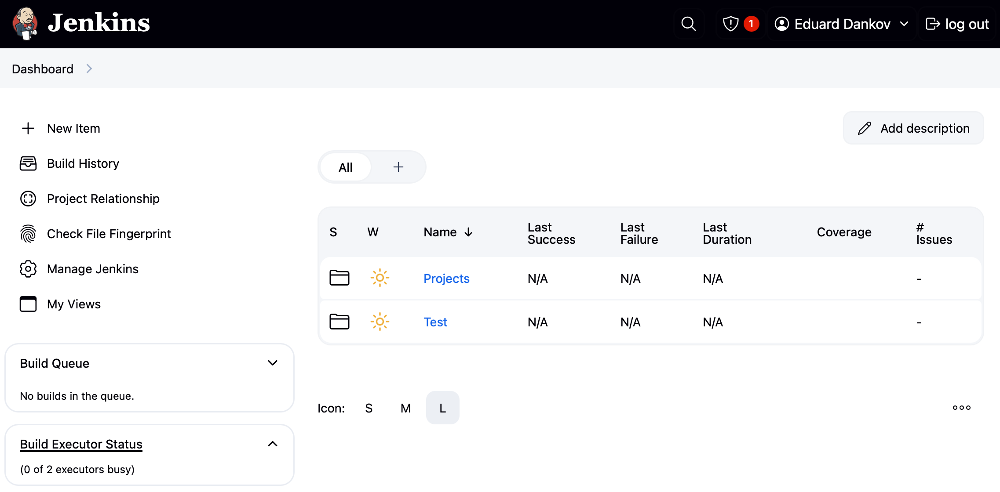 Jenkins
1
Eduard Dankov
log out
Dashboard
New Item
Build History
Project Relationship
Check File Fingerprint
Manage Jenkins
My Views
Build Queue
No builds in the queue.
Build Executor Status
(0 of 2 executors busy)
Add description
All
S W Name ↓ Last Success Last Failure Last Duration Coverage # Issues
Projects N/A N/A N/A -
Test N/A N/A N/A -
Icon: S M L